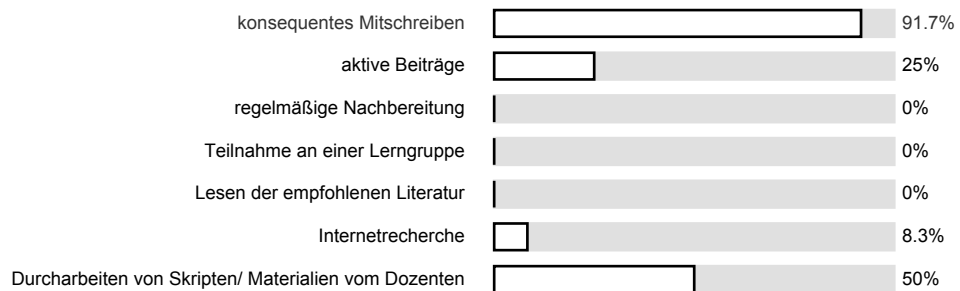 konsequentes Mitschreiben 91.7%
aktive Beiträge 25%
regelmäßige Nachbereitung 0%
Teilnahme an einer Lerngruppe 0%
Lesen der empfohlenen Literatur 0%
Internetrecherche 8.3%
Durcharbeiten von Skripten/ Materialien vom Dozenten 50%